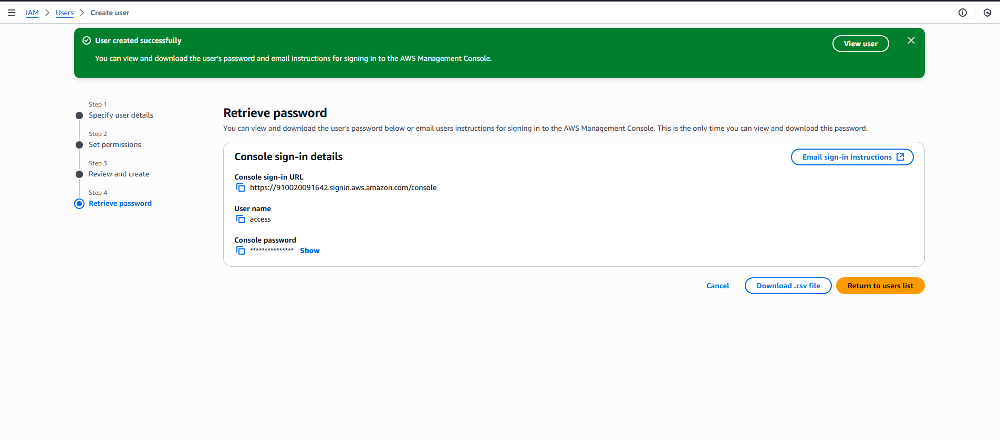 IAM > Users > Create user
User created successfully
View user
You can view and download the user's password and email instructions for signing in to the AWS Management Console.
Step 1
Specify user details
Step 2
Set permissions
Step 3
Review and create
Step 4
Retrieve password
Retrieve password
You can view and download the user's password below or email users instructions for signing in to the AWS Management Console. This is the only time you can view and download this password.
Console sign-in details
Email sign-in instructions
Console sign-in URL
https://910020091642.signin.aws.amazon.com/console
User name
access
Console password
*************** Show
Cancel
Download .csv file
Return to users list